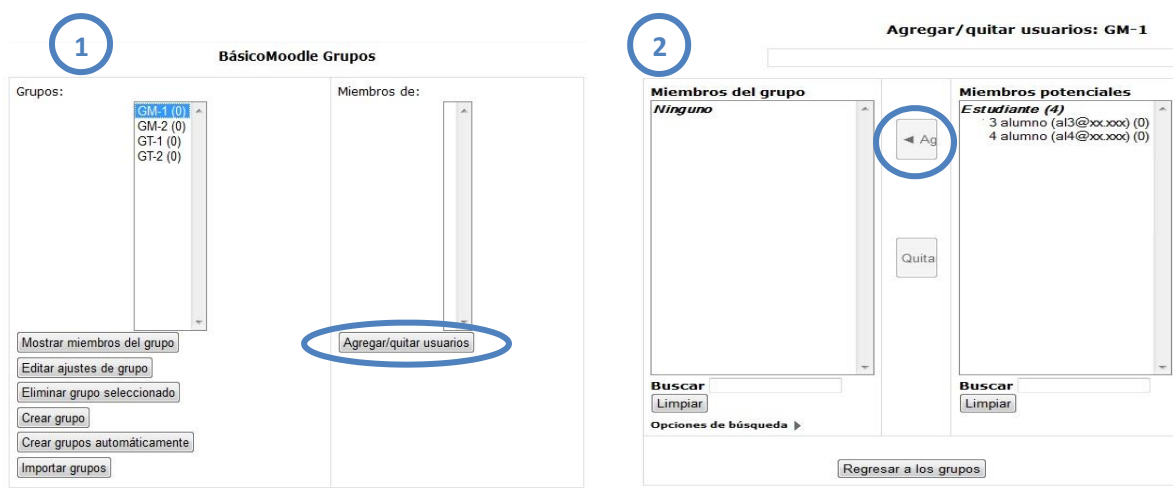 1
BásicoMoodle Grupos
Grupos:
GM-1 (0)
GM-2 (0)
GT-1 (0)
GT-2 (0)
Mostrar miembros del grupo
Editar ajustes de grupo
Eliminar grupo seleccionado
Crear grupo
Crear grupos automáticamente
Importar grupos
Miembros de:
Agregar/quitar usuarios
2
Agregar/quitar usuarios: GM-1
Miembros del grupo
Ninguno
Buscar
Limpiar
Opciones de búsqueda
◄ Ag
Quita
Miembros potenciales
Estudiante (4)
3 alumno (al3@xx.xxx) (0)
4 alumno (al4@xx.xxx) (0)
Buscar
Limpiar
Regresar a los grupos